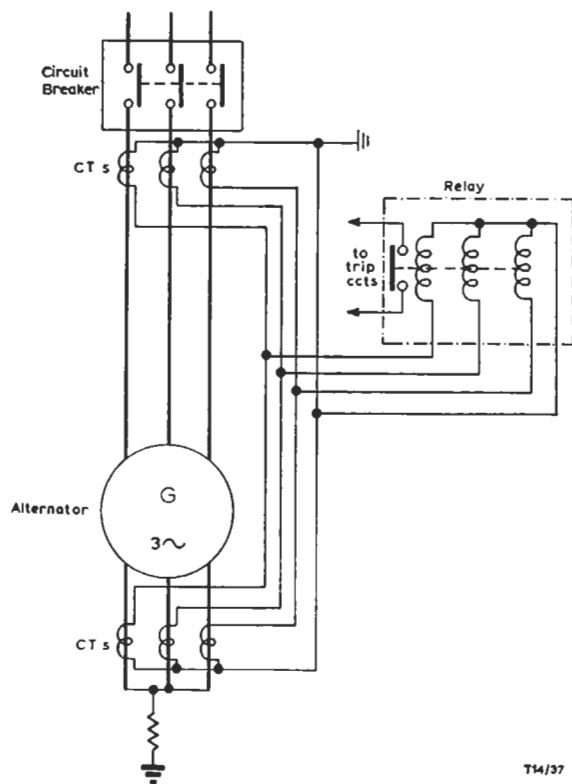 Circuit
Breaker
CT s
Relay
to
trip
ccts
Alternator
G
3~
CT s
T14/37